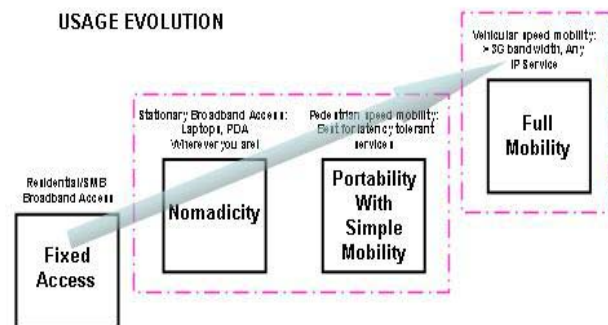 USAGE EVOLUTION
Vehicular speed mobility:
> 3G bandwidth, Any
IP Service
Full
Mobility
Stationary Broadband Access:
Laptops, PDA
Wherever you are!
Nomadicity
Pedestrian speed mobility:
Best for latency tolerant
services
Portability
With
Simple
Mobility
Residential/SMB
Broadband Access
Fixed
Access